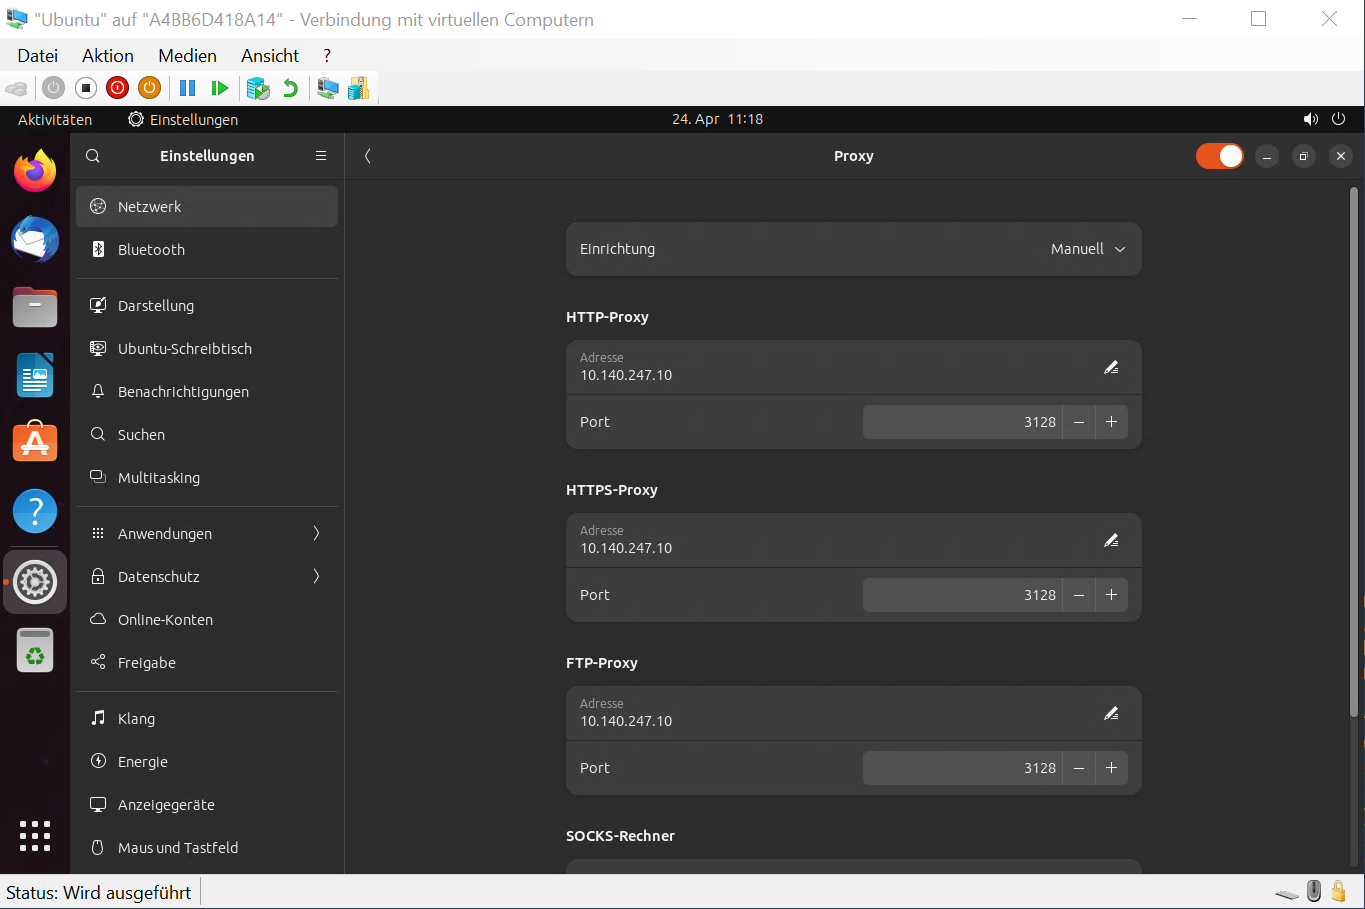 "Ubuntu" auf "A4BB6D418A14" - Verbindung mit virtuellen Computern
Datei Aktion Medien Ansicht ?
Aktivitäten Einstellungen 24. Apr 11:18
Einstellungen
Proxy
Netzwerk
Bluetooth
Darstellung
Ubuntu-Schreibtisch
Benachrichtigungen
Suchen
Multitasking
Anwendungen
Datenschutz
Online-Konten
Freigabe
Klang
Energie
Anzeigegeräte
Maus und Tastfeld
Einrichtung Manuell
HTTP-Proxy
Adresse
10.140.247.10
Port 3128 − +
HTTPS-Proxy
Adresse
10.140.247.10
Port 3128 − +
FTP-Proxy
Adresse
10.140.247.10
Port 3128 − +
SOCKS-Rechner
Status: Wird ausgeführt